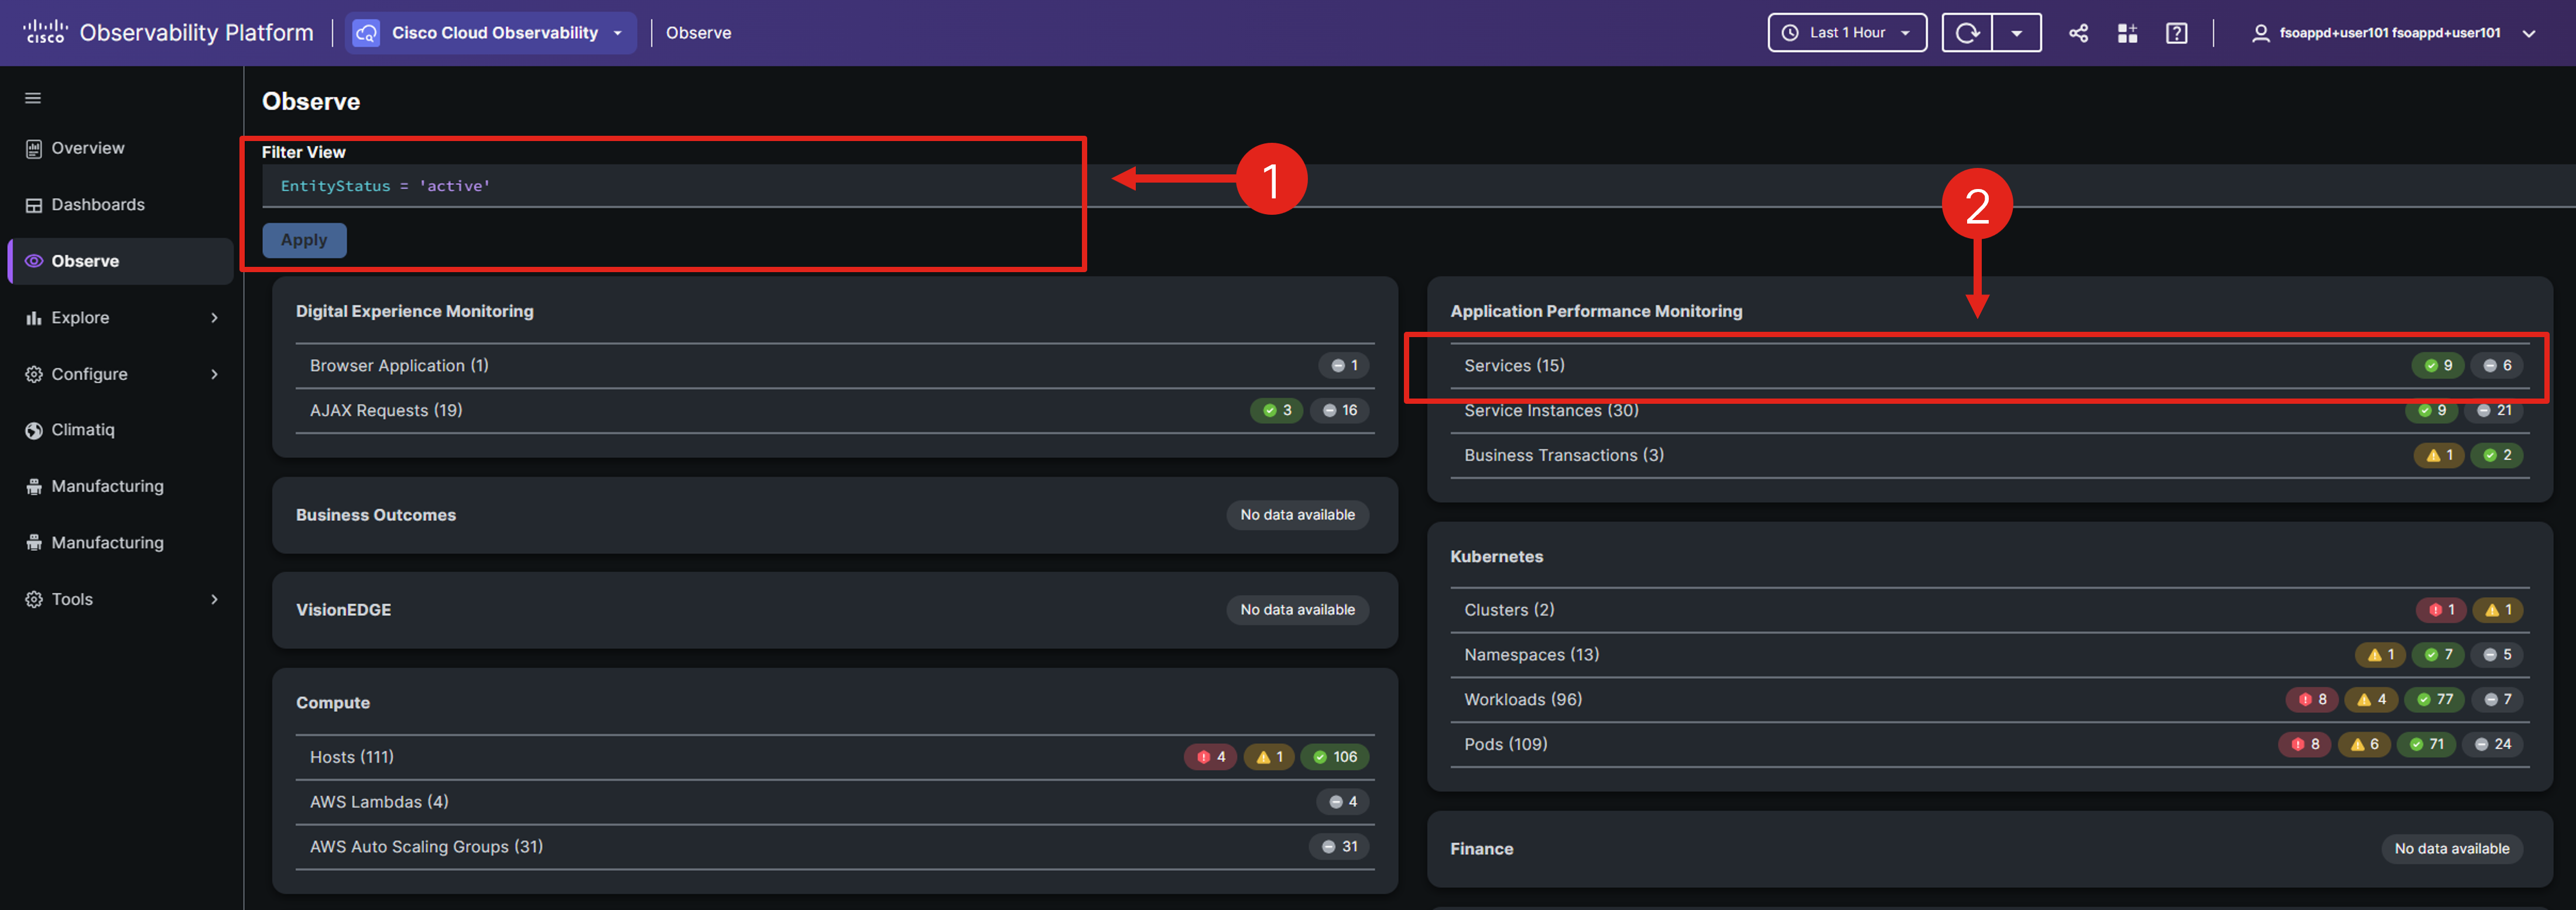 CISCO Observability Platform Cisco Cloud Observability Observe Last 1 Hour fsoappd+user101 fsoappd+user101
Overview
Dashboards
Observe
Explore
Configure
Climatiq
Manufacturing
Manufacturing
Tools
Observe
Filter View
EntityStatus = 'active'
Apply
1
2
Digital Experience Monitoring
Browser Application (1) 1
AJAX Requests (19) 3 16
Business Outcomes No data available
VisionEDGE No data available
Compute
Hosts (111) 4 1 106
AWS Lambdas (4) 4
AWS Auto Scaling Groups (31) 31
Application Performance Monitoring
Services (15) 9 6
Service Instances (30) 9 21
Business Transactions (3) 1 2
Kubernetes
Clusters (2) 1 1
Namespaces (13) 1 7 5
Workloads (96) 8 4 77 7
Pods (109) 8 6 71 24
Finance No data available